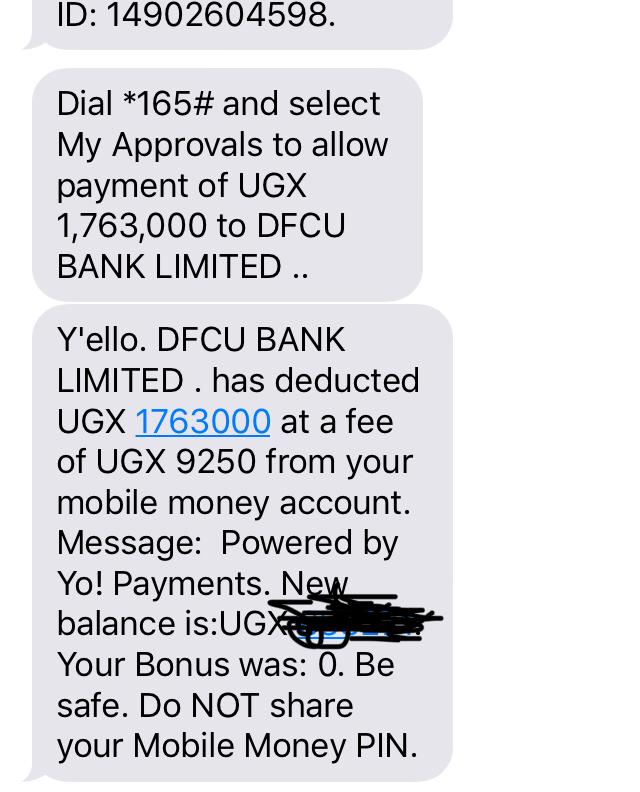 ID: 14902604598.
Dial *165# and select
My Approvals to allow
payment of UGX
1,763,000 to DFCU
BANK LIMITED ..
Y'ello. DFCU BANK
LIMITED . has deducted
UGX 1763000 at a fee
of UGX 9250 from your
mobile money account.
Message:  Powered by
Yo! Payments. New
balance is:UGX
Your Bonus was: 0. Be
safe. Do NOT share
your Mobile Money PIN.